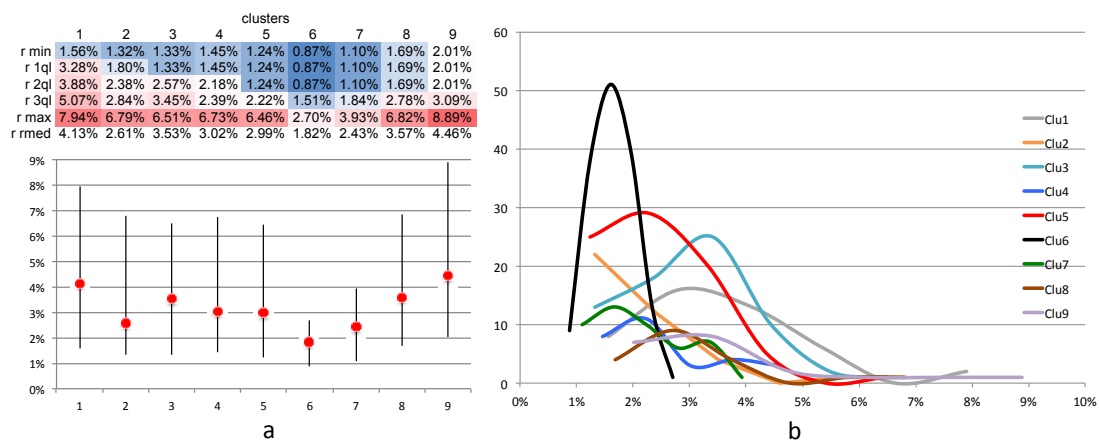 clusters
1 2 3 4 5 6 7 8 9
r min 1.56% 1.32% 1.33% 1.45% 1.24% 0.87% 1.10% 1.69% 2.01%
r 1ql 3.28% 1.80% 1.33% 1.45% 1.24% 0.87% 1.10% 1.69% 2.01%
r 2ql 3.88% 2.38% 2.57% 2.18% 1.24% 0.87% 1.10% 1.69% 2.01%
r 3ql 5.07% 2.84% 3.45% 2.39% 2.22% 1.51% 1.84% 2.78% 3.09%
r max 7.94% 6.79% 6.51% 6.73% 6.46% 2.70% 3.93% 6.82% 8.89%
r rmed 4.13% 2.61% 3.53% 3.02% 2.99% 1.82% 2.43% 3.57% 4.46%
9%
8%
7%
6%
5%
4%
3%
2%
1%
0%
1 2 3 4 5 6 7 8 9
a
60
50
40
30
20
10
0
0% 1% 2% 3% 4% 5% 6% 7% 8% 9% 10%
Clu1
Clu2
Clu3
Clu4
Clu5
Clu6
Clu7
Clu8
Clu9
b